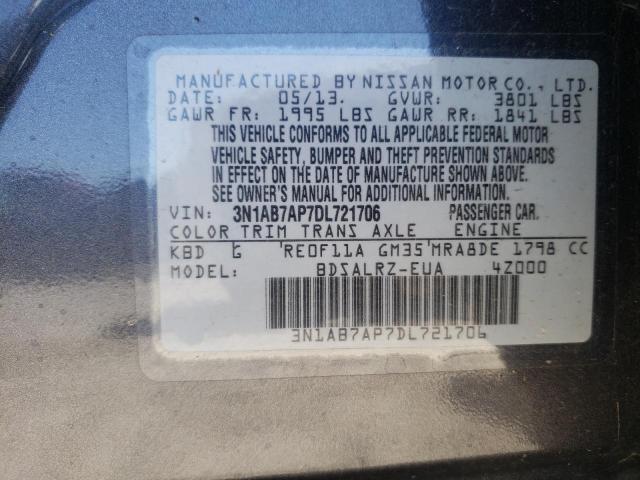 MANUFACTURED BY NISSAN MOTOR CO., LTD.
DATE: 05/13. GVWR: 3801 LBS
GAWR FR: 1995 LBS GAWR RR: 1841 LBS
THIS VEHICLE CONFORMS TO ALL APPLICABLE FEDERAL MOTOR
VEHICLE SAFETY, BUMPER AND THEFT PREVENTION STANDARDS
IN EFFECT ON THE DATE OF MANUFACTURE SHOWN ABOVE.
SEE OWNER'S MANUAL FOR ADDITIONAL INFORMATION.
VIN: 3N1AB7AP7DL721706 PASSENGER CAR.
COLOR TRIM TRANS AXLE ENGINE
KBD G RE0F11A GM35 MRA8DE 1798 CC
MODEL: BDSALRZ-EUA 4Z000
3N1AB7AP7DL721706